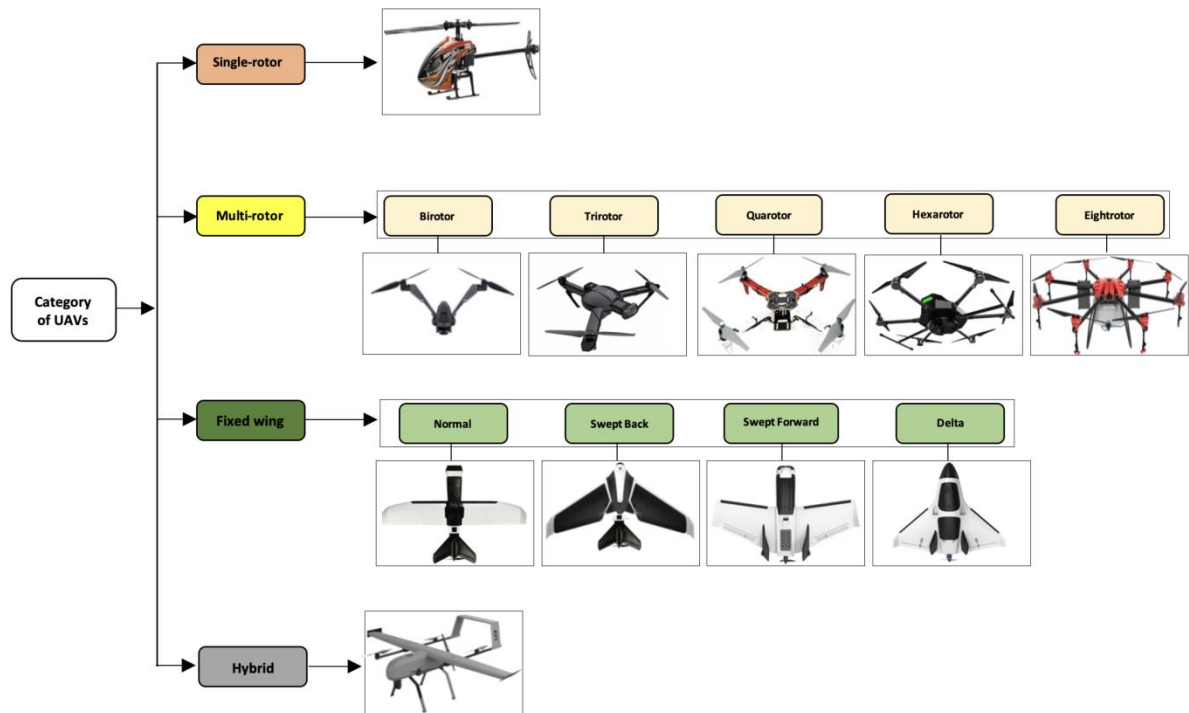 Single-rotor
Multi-rotor
Birotor
Trirotor
Quarotor
Hexarotor
Eightrotor
Category
of UAVs
Fixed wing
Normal
Swept Back
Swept Forward
Delta
Hybrid